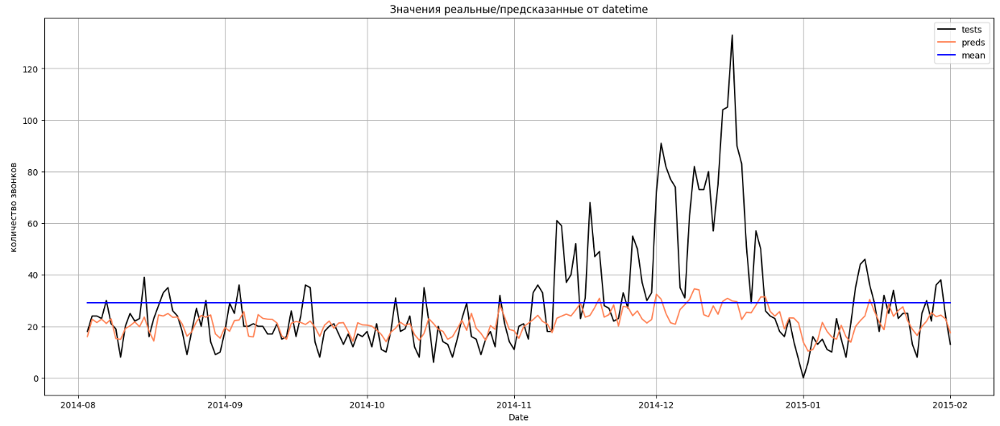 Значения реальные/предсказанные от datetime
tests
preds
mean
количество звонков
120
100
80
60
40
20
0
2014-08
2014-09
2014-10
2014-11
2014-12
2015-01
2015-02
Date